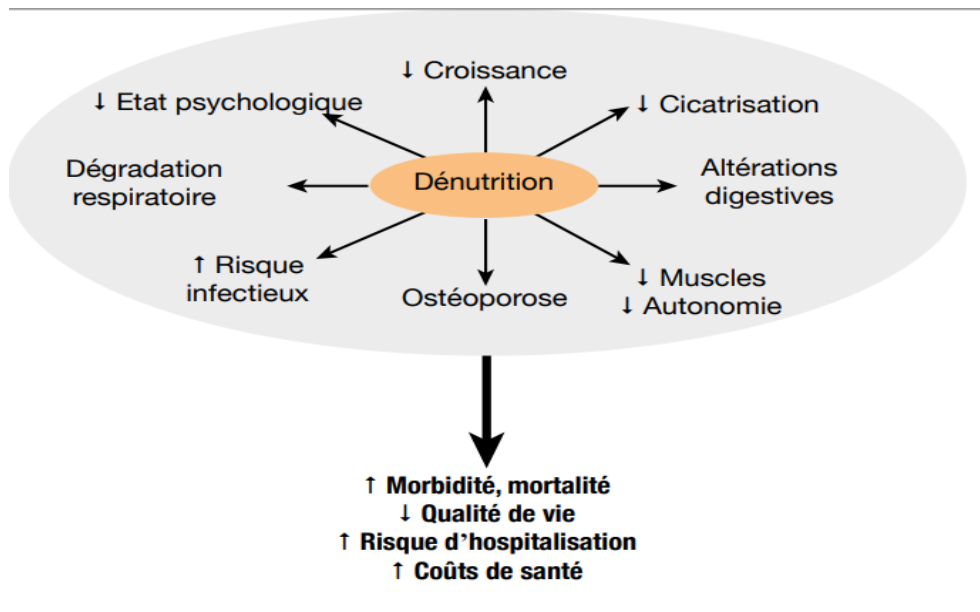 ↓ Croissance
↓ Etat psychologique
↓ Cicatrisation
Dégradation
respiratoire
Dénutrition
Altérations
digestives
↑ Risque
infectieux
Ostéoporose
↓ Muscles
↓ Autonomie
↑ Morbidité, mortalité
↓ Qualité de vie
↑ Risque d’hospitalisation
↑ Coûts de santé